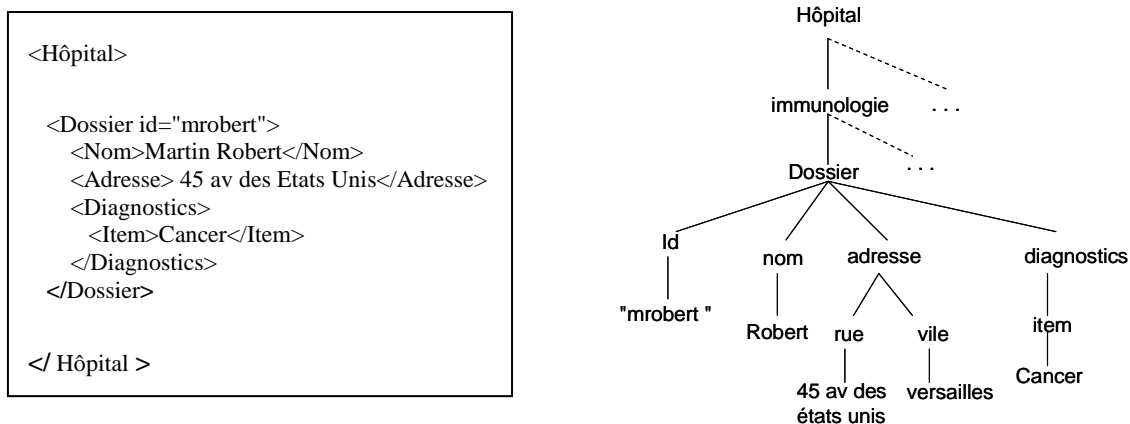 <Hôpital>
<Dossier id="mrobert">
<Nom>Martin Robert</Nom>
<Adresse> 45 av des Etats Unis</Adresse>
<Diagnostics>
<Item>Cancer</Item>
</Diagnostics>
</Dossier>
</ Hôpital >
Hôpital
immunologie . . .
Dossier . . .
Id nom adresse diagnostics
"mrobert " Robert rue vile item
45 av des versailles Cancer
états unis